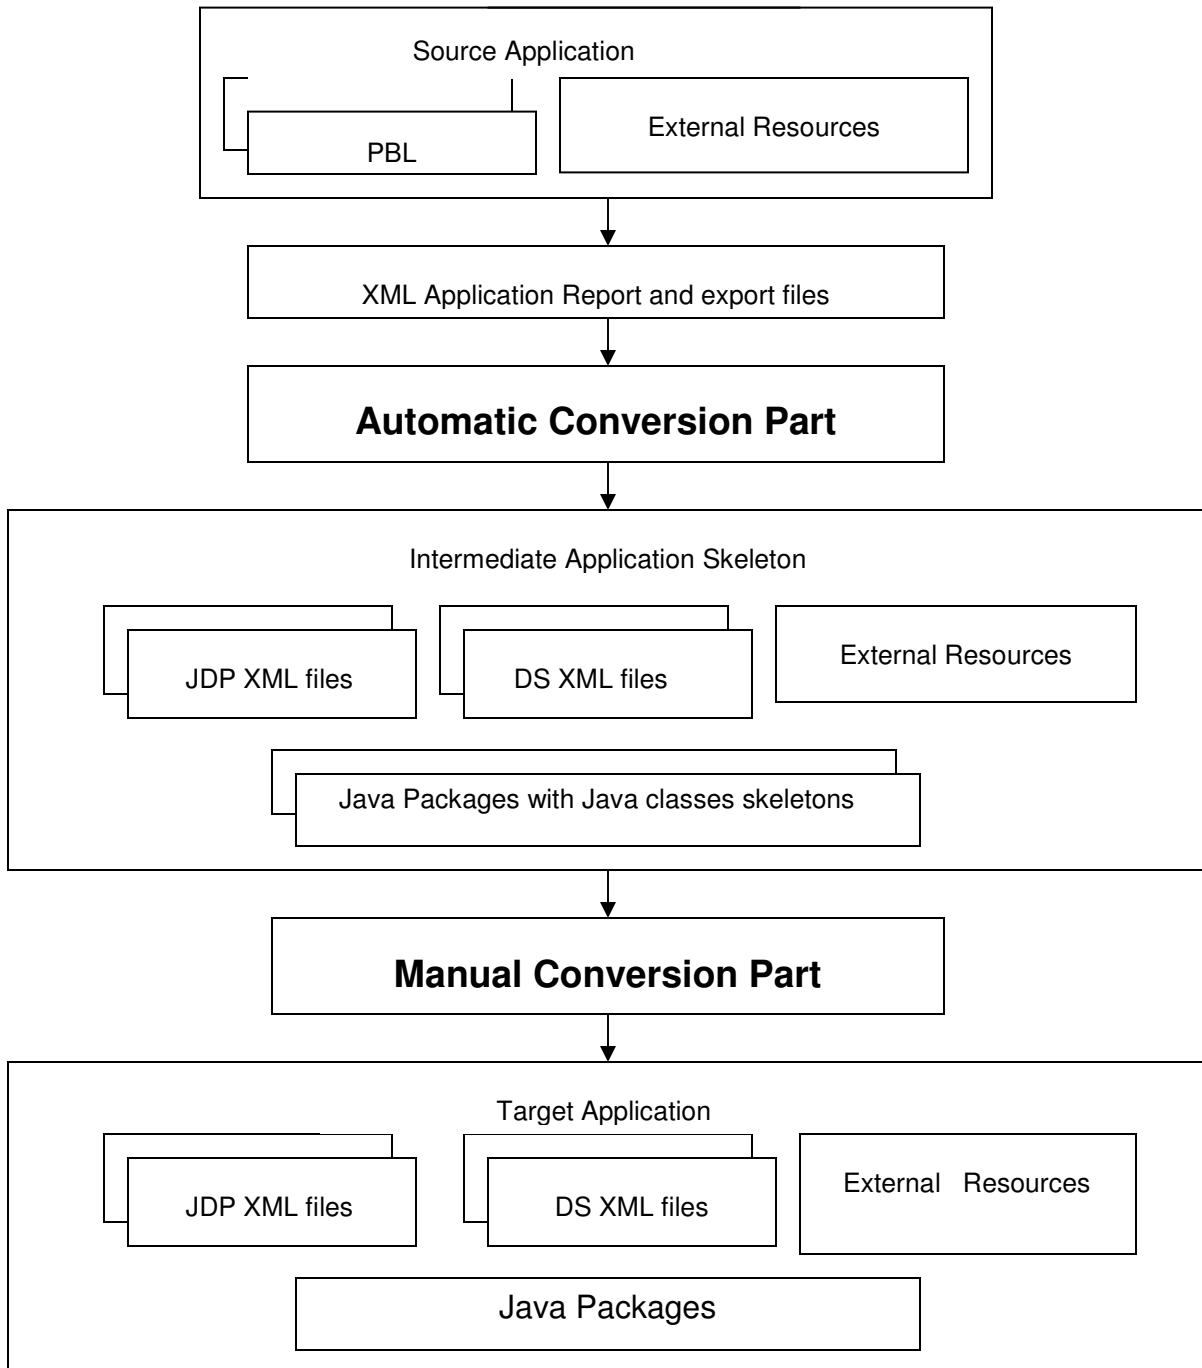 Source Application
PBL
External Resources
XML Application Report and export files
Automatic Conversion Part
Intermediate Application Skeleton
JDP XML files
DS XML files
External Resources
Java Packages with Java classes skeletons
Manual Conversion Part
Target Application
JDP XML files
DS XML files
External Resources
Java Packages